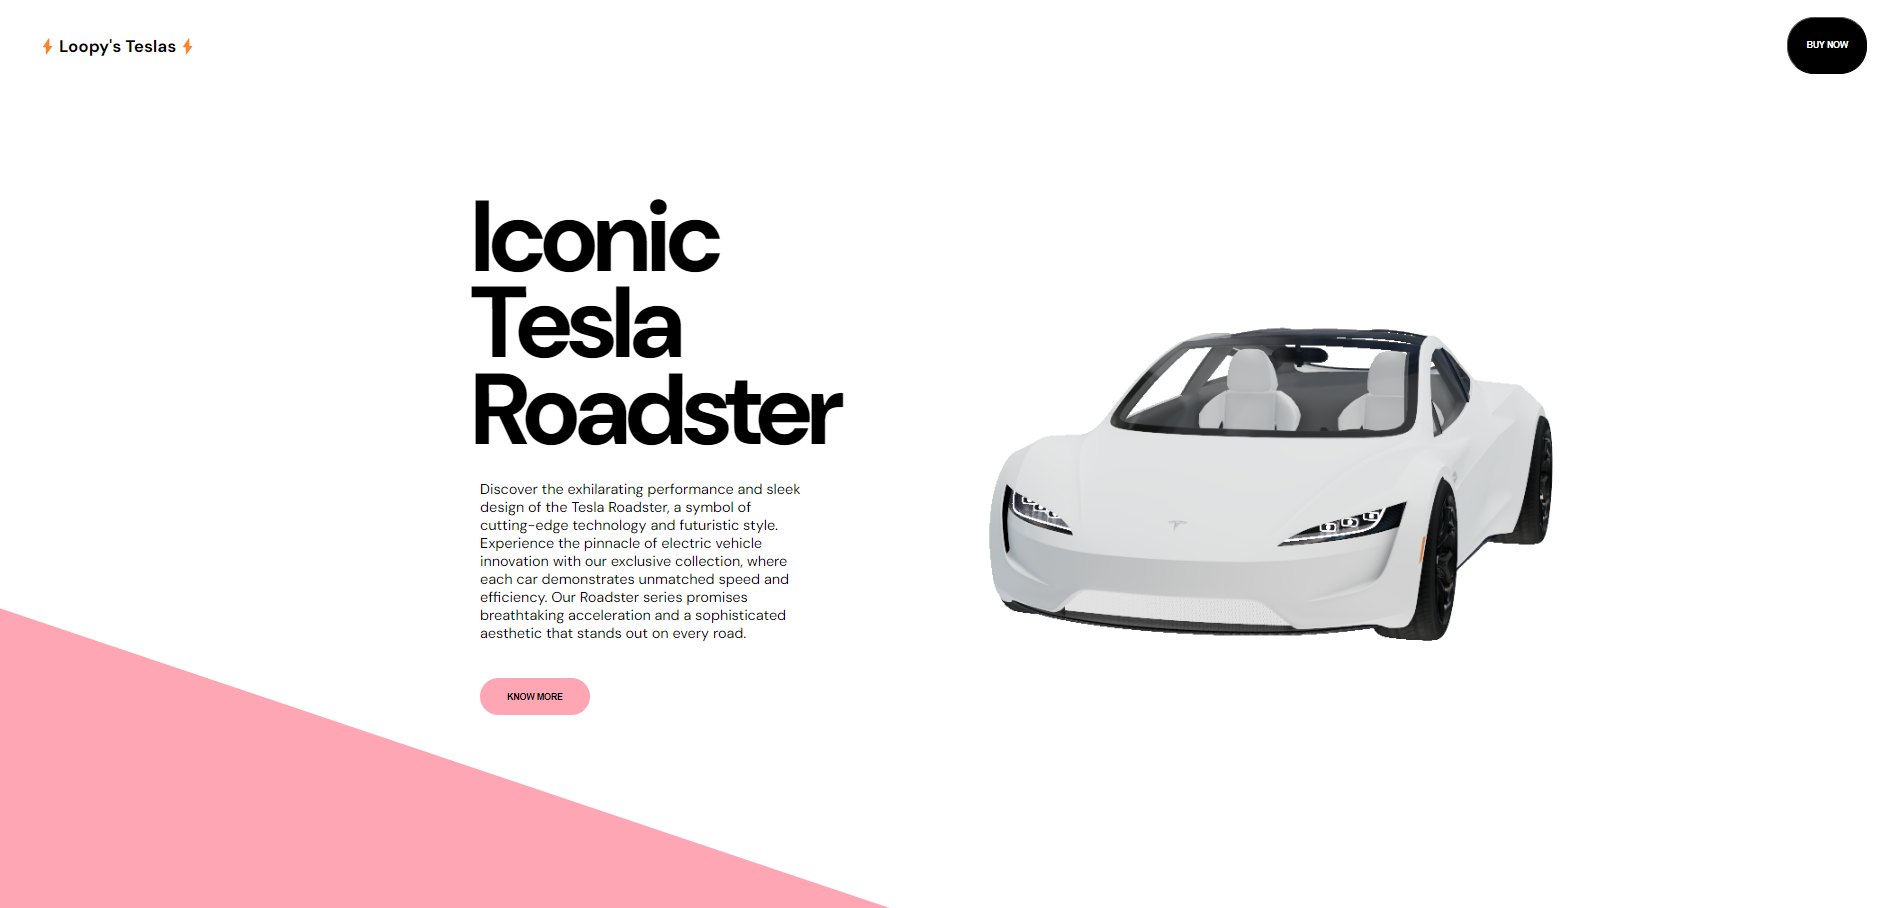 Loopy's Teslas
BUY NOW
Iconic
Tesla
Roadster
Discover the exhilarating performance and sleek
design of the Tesla Roadster, a symbol of
cutting-edge technology and futuristic style.
Experience the pinnacle of electric vehicle
innovation with our exclusive collection, where
each car demonstrates unmatched speed and
efficiency. Our Roadster series promises
breathtaking acceleration and a sophisticated
aesthetic that stands out on every road.
KNOW MORE